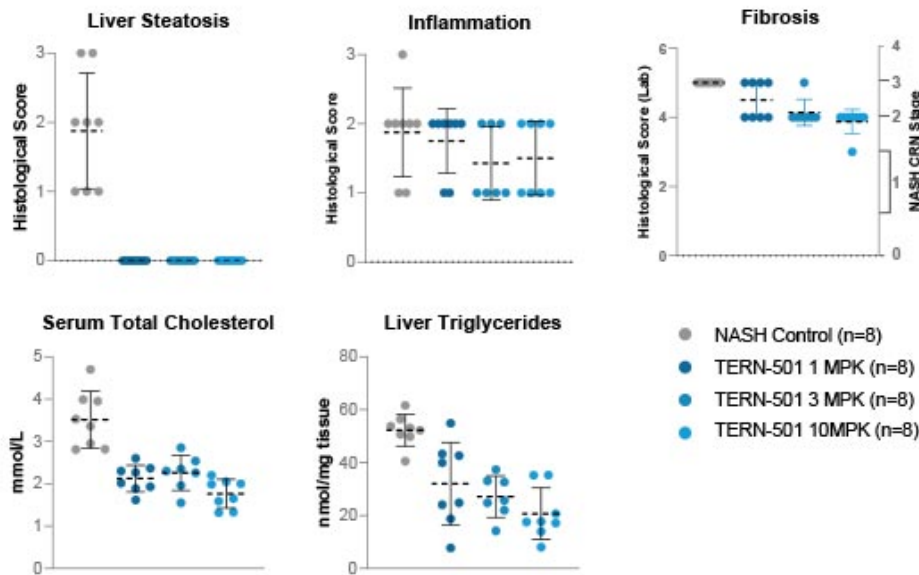 Liver Steatosis
Histological Score
3
2
1
0
Inflammation
Histological Score
3
2
1
0
Fibrosis
Histological Score (Lab)
6
4
2
0
4
3
2
1
0
NASH CRN Stage
Serum Total Cholesterol
mmol/L
5
4
3
2
1
0
Liver Triglycerides
nmol/mg tissue
80
60
40
20
0
NASH Control (n=8)
TERN-501 1 MPK (n=8)
TERN-501 3 MPK (n=8)
TERN-501 10MPK (n=8)